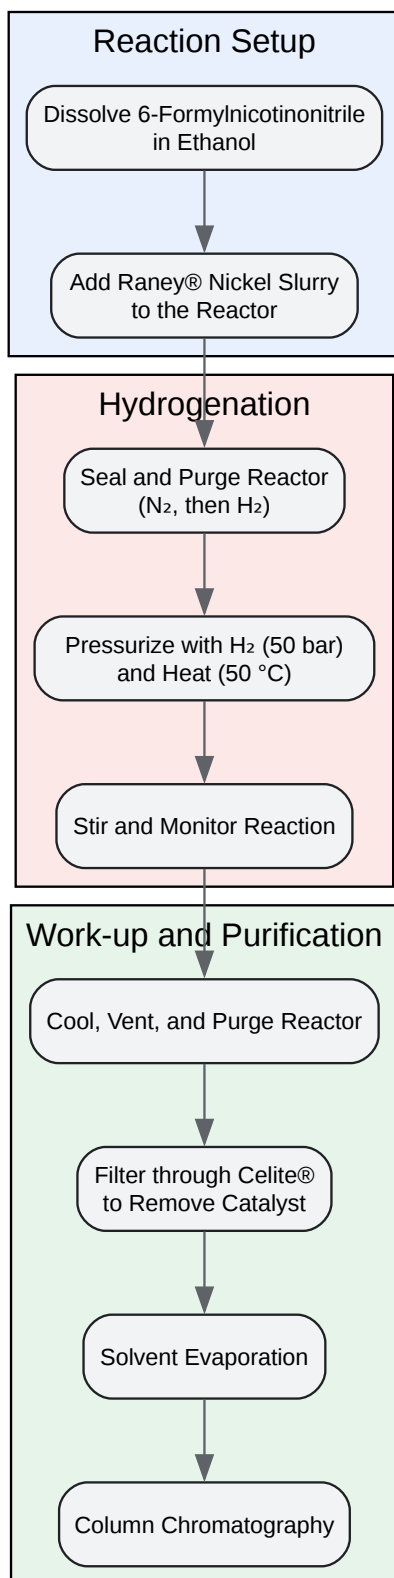 Reaction Setup
Dissolve 6-Formylnicotinonitrile
in Ethanol
Add Raney® Nickel Slurry
to the Reactor
Hydrogenation
Seal and Purge Reactor
(N₂, then H₂)
Pressurize with H₂ (50 bar)
and Heat (50 °C)
Stir and Monitor Reaction
Work-up and Purification
Cool, Vent, and Purge Reactor
Filter through Celite®
to Remove Catalyst
Solvent Evaporation
Column Chromatography